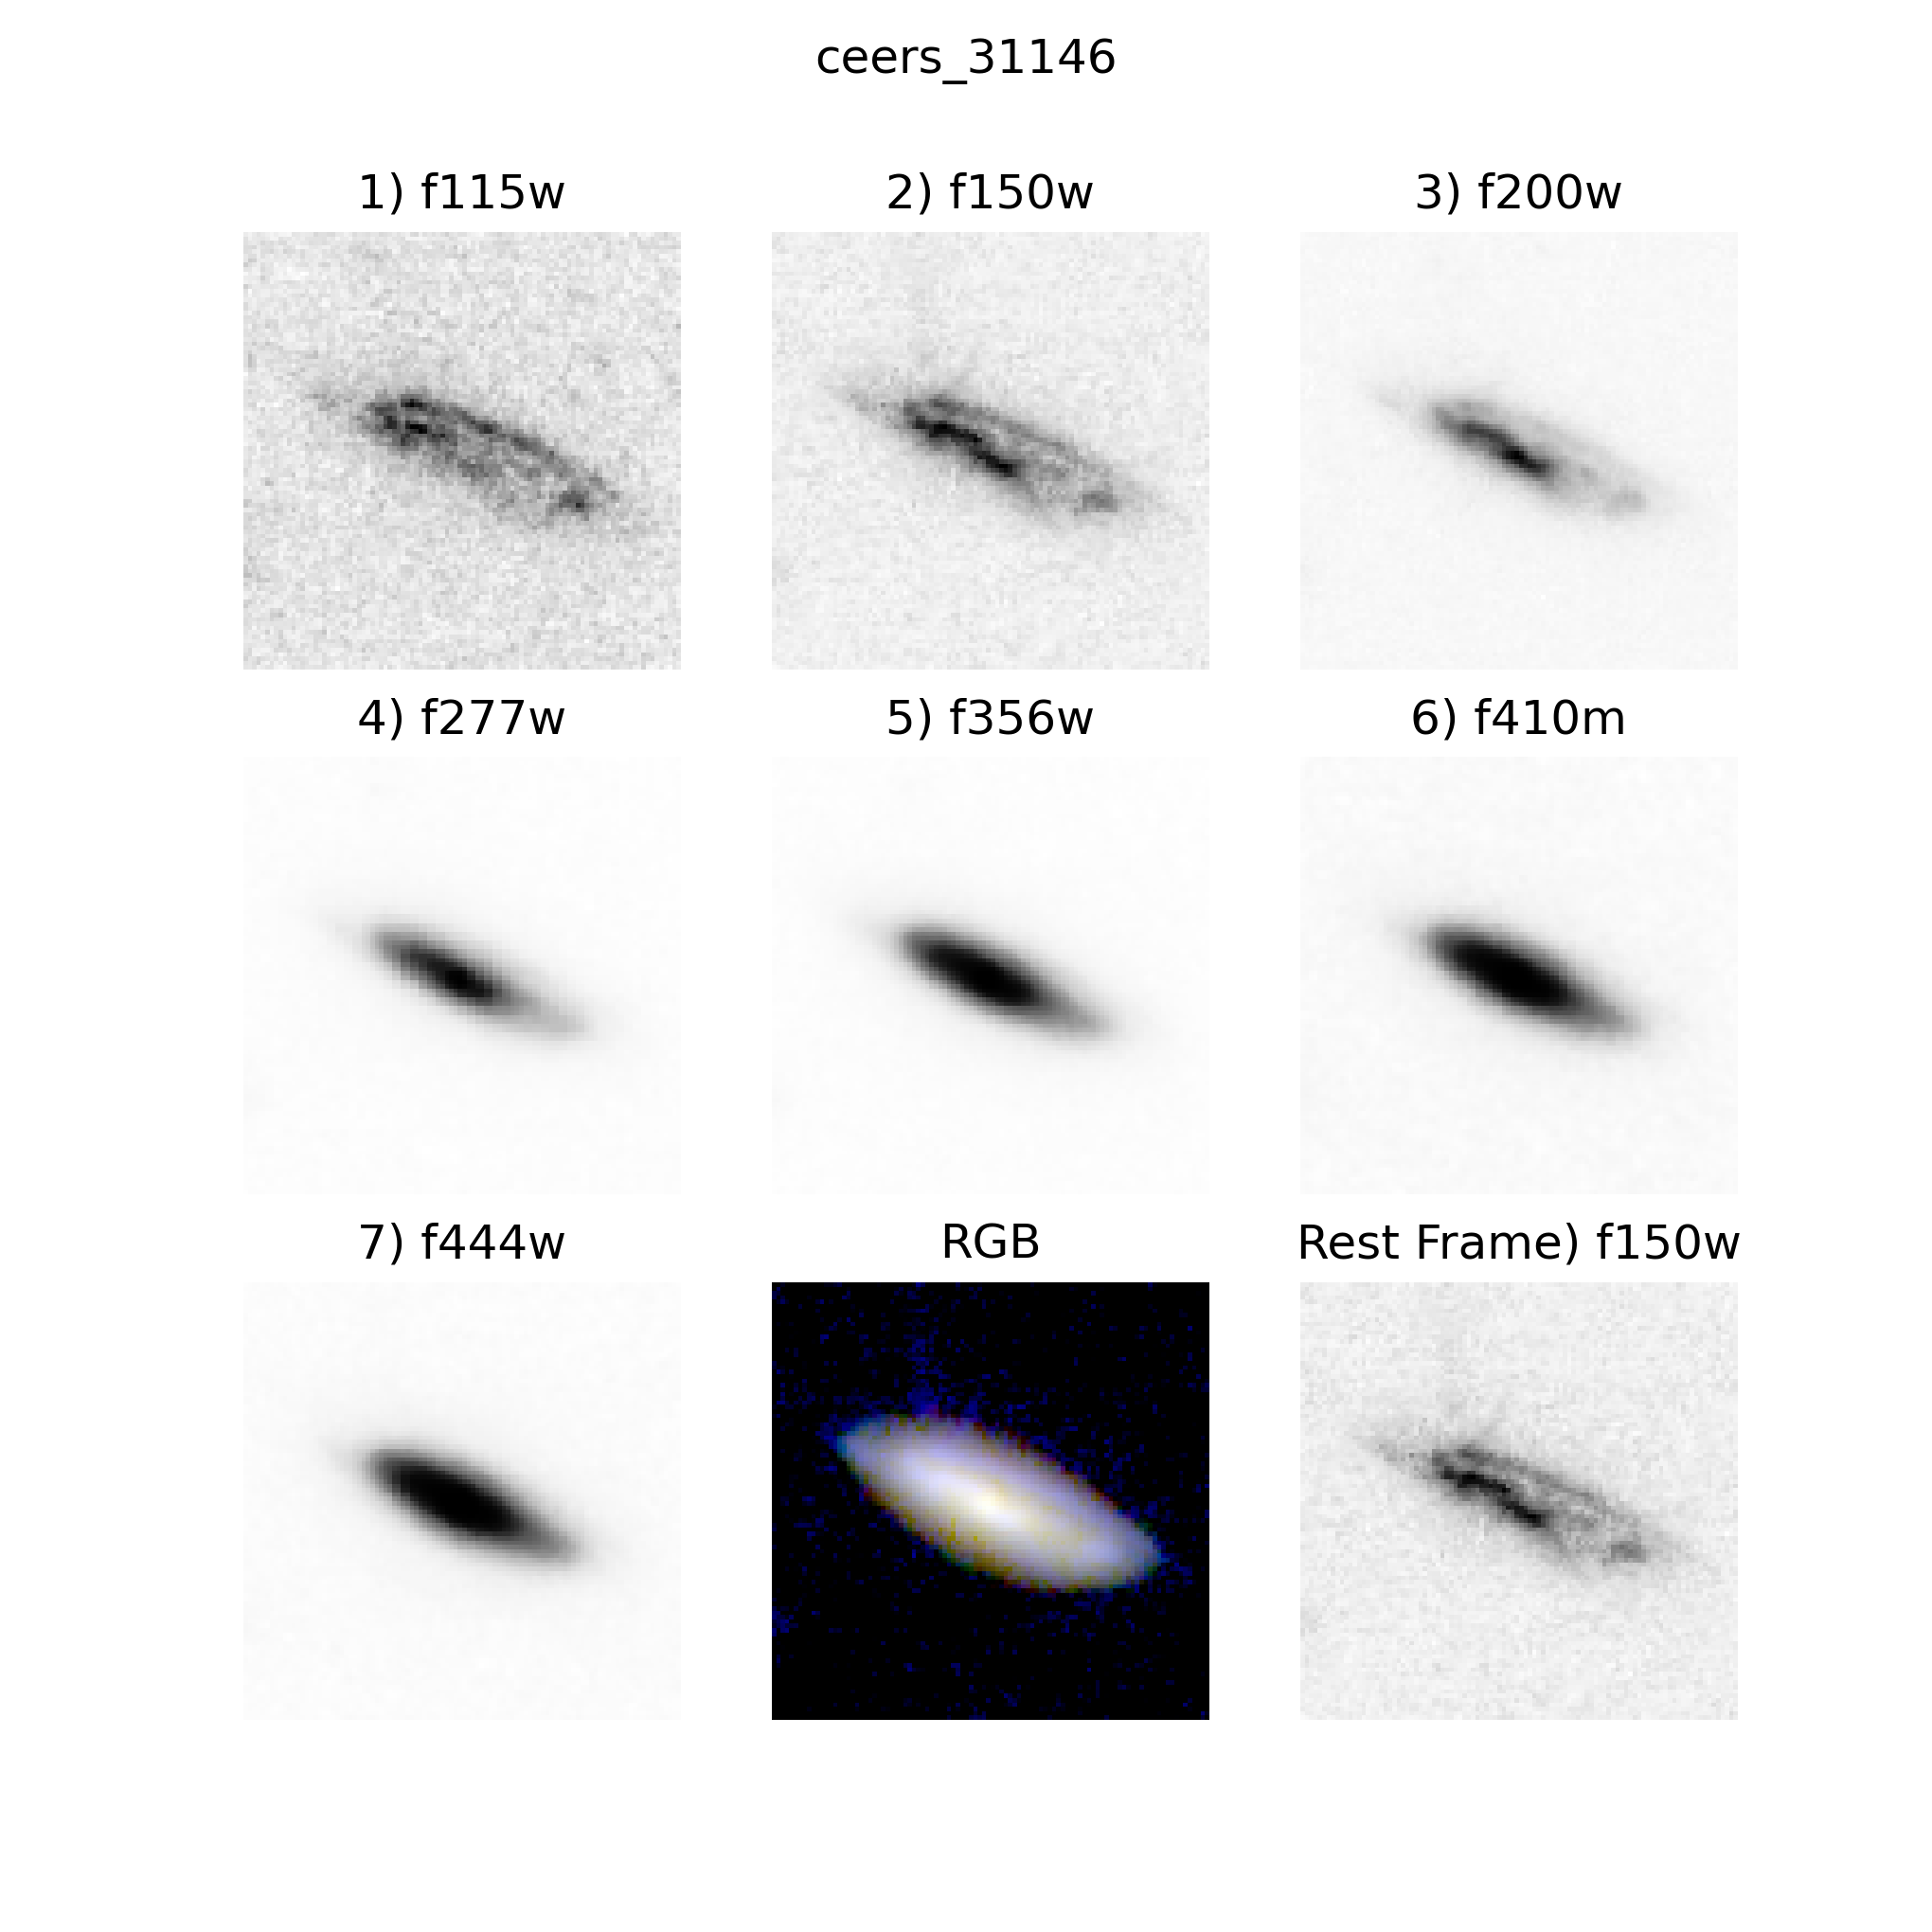 ceers_31146
1) f115w
2) f150w
3) f200w
4) f277w
5) f356w
6) f410m
7) f444w
RGB
Rest Frame) f150w